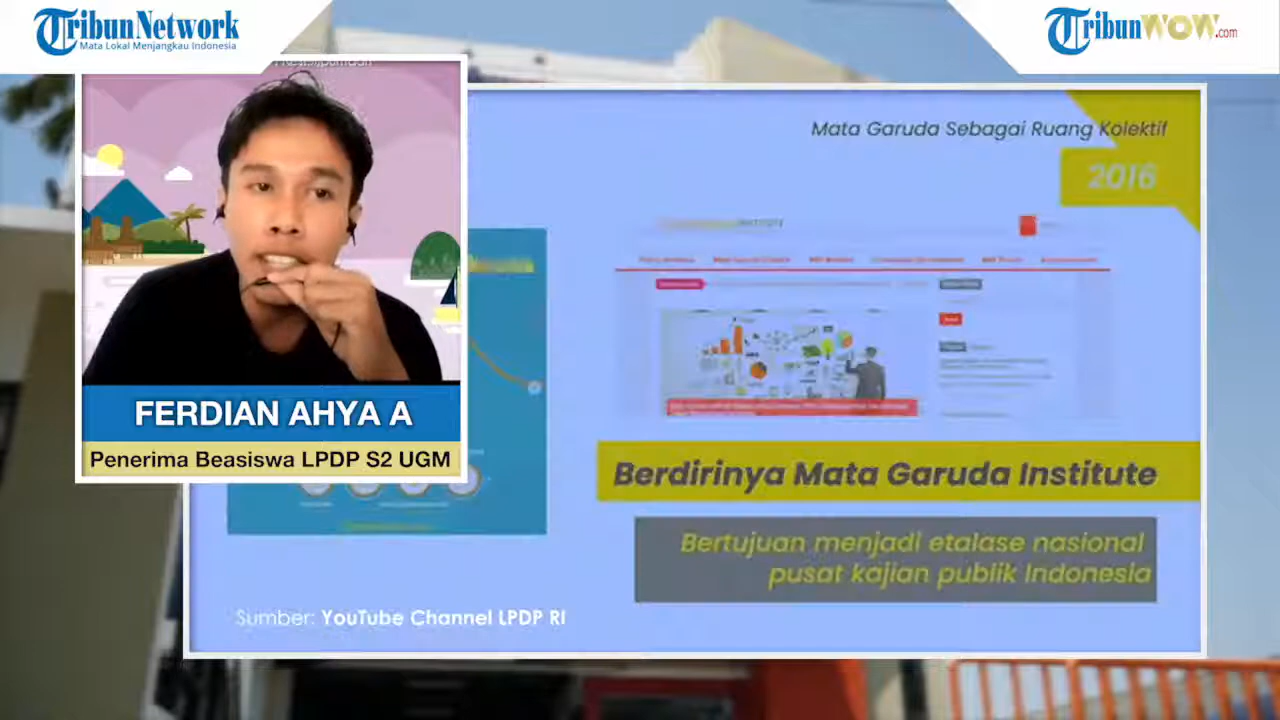 TribunNetwork
Mata Lokal Menjangkau Indonesia
TribunWOW.com
Mata Garuda Sebagai Ruang Kolektif
2016
FERDIAN AHYA A
Penerima Beasiswa LPDP S2 UGM
Berdirinya Mata Garuda Institute
Bertujuan menjadi etalase nasional
pusat kajian publik Indonesia
Sumber: YouTube Channel LPDP RI